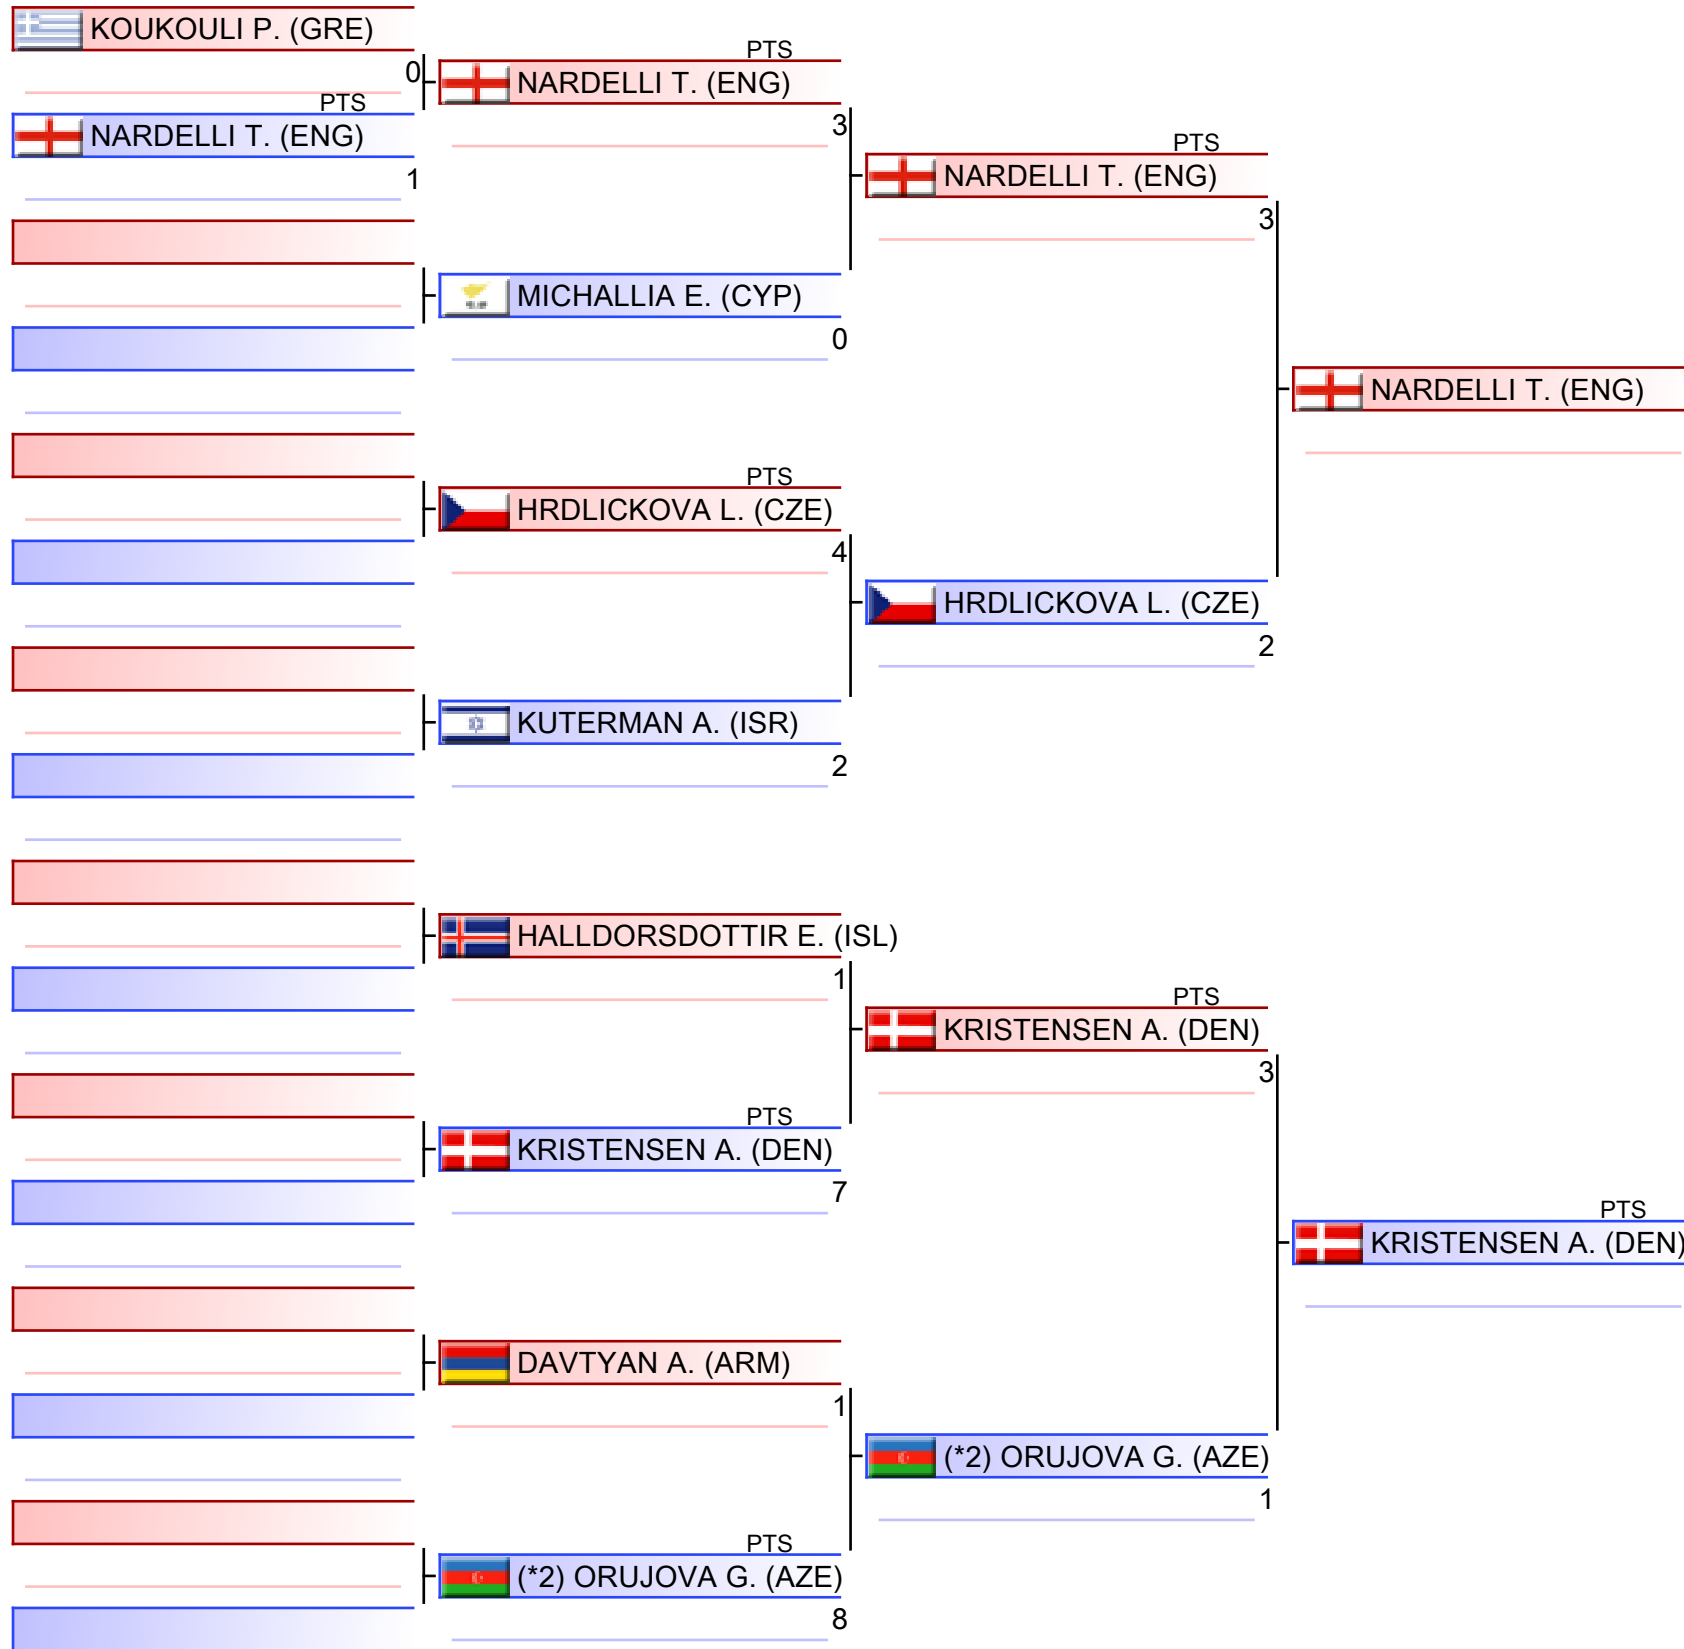 KOUKOULI P. (GRE)
0
PTS
NARDELLI T. (ENG)
1
PTS
NARDELLI T. (ENG)
3
MICHALLIA E. (CYP)
0
PTS
HRDLICKOVA L. (CZE)
4
KUTERMAN A. (ISR)
2
HALLDORSDOTTIR E. (ISL)
1
PTS
KRISTENSEN A. (DEN)
7
DAVTYAN A. (ARM)
1
PTS
(*2) ORUJOVA G. (AZE)
8
PTS
NARDELLI T. (ENG)
3
HRDLICKOVA L. (CZE)
2
PTS
KRISTENSEN A. (DEN)
3
(*2) ORUJOVA G. (AZE)
1
NARDELLI T. (ENG)
PTS
KRISTENSEN A. (DEN)